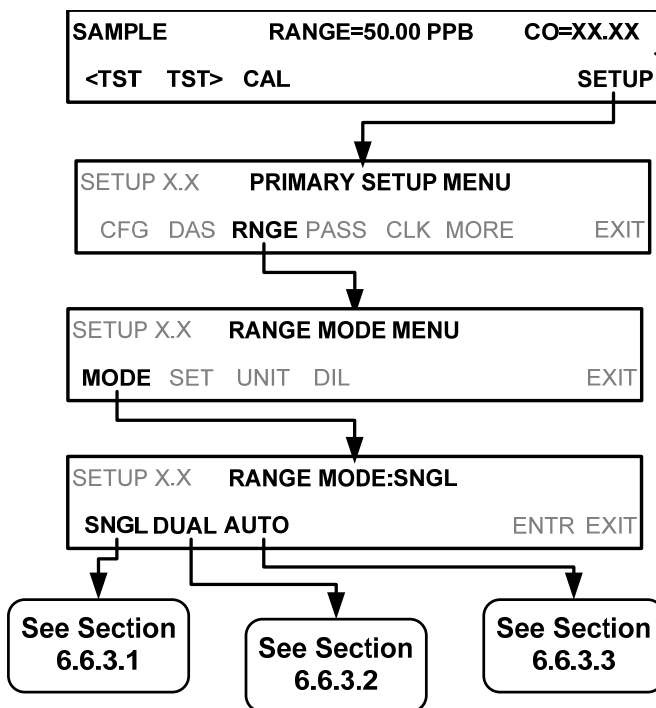 SAMPLE RANGE=50.00 PPB CO=XX.XX
<TST TST> CAL SETUP
SETUP X.X PRIMARY SETUP MENU
CFG DAS RNGE PASS CLK MORE EXIT
SETUP X.X RANGE MODE MENU
MODE SET UNIT DIL EXIT
SETUP X.X RANGE MODE:SNGL
SNGL DUAL AUTO ENTR EXIT
See Section
6.6.3.1
See Section
6.6.3.2
See Section
6.6.3.3